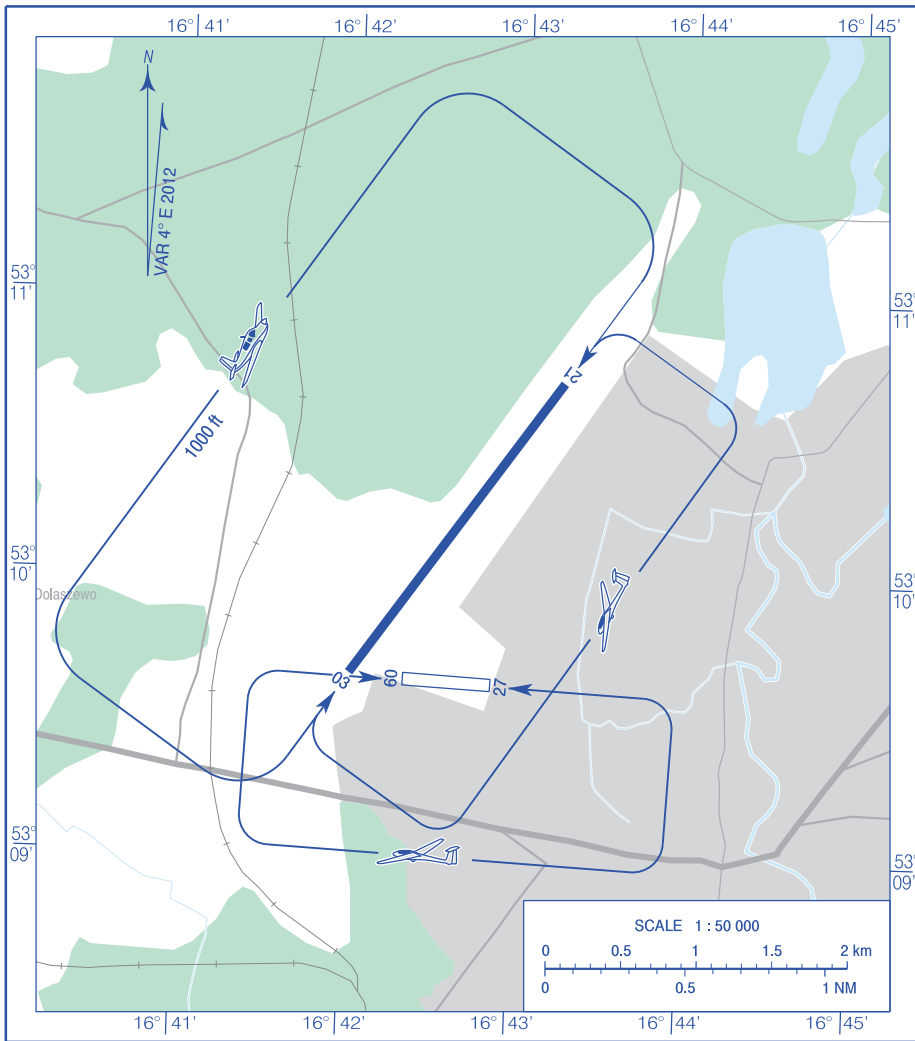 16° 41' 16° 42' 16° 43' 16° 44' 16° 45'
N
VAR 4° E 2012
53°
11'
53°
11'
21
1000 ft
53°
10'
53°
10'
Dolaszewo
03
09
27
53°
09'
53°
09'
SCALE 1 : 50 000
0 0.5 1 1.5 2 km
0 0.5 1 NM
16° 41' 16° 42' 16° 43' 16° 44' 16° 45'